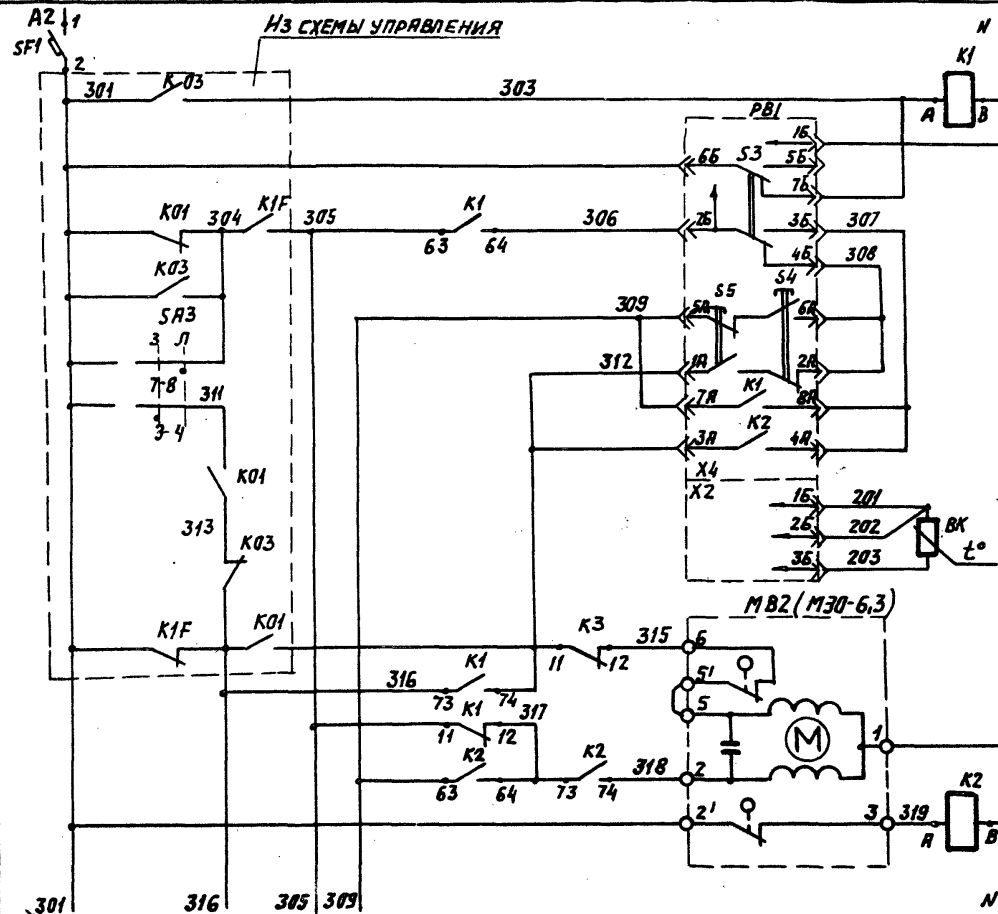 A2 1
Из схемы управления
N
SF1
2
K1
301
K03
303
A
B
PB1
1Б
6Б
S3
5Б
7Б
K01
304
K1F
305
K1
306
2Б
3Б
307
63
64
4Б
308
K03
S4
SA3
309
5A
S5
6A
З Л
312
1A
2A
7-8
311
7A
K1
8A
3-4
K2
3A
4A
X4
K01
X2
1Б
201
313
2Б
202
BK
K03
3Б
203
t°
МВ2 (МЭО-6,3)
K1F
K01
K3
315
6
11
12
K1
5'
316
73
74
5
K1
317
11
12
M
1
K2
K2
318
2
K2
63
64
73
74
2'
3
319
A
B
301
316
305
309
N